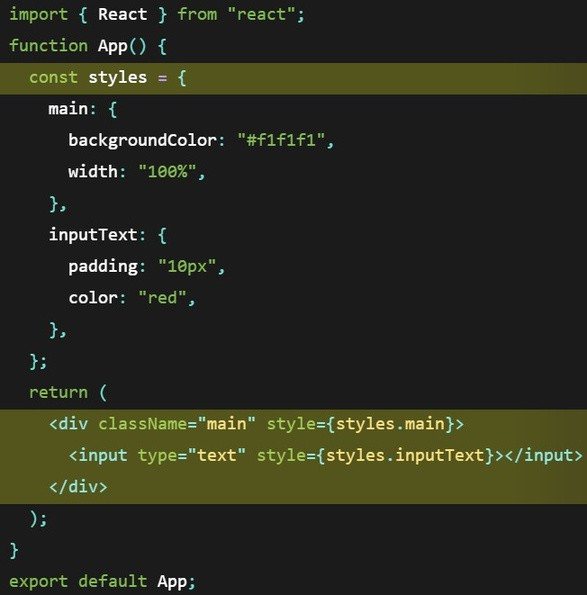 import { React } from "react";
function App() {
  const styles = {
    main: {
      backgroundColor: "#f1f1f1",
      width: "100%",
    },
    inputText: {
      padding: "10px",
      color: "red",
    },
  };
  return (
    <div className="main" style={styles.main}>
      <input type="text" style={styles.inputText}></input>
    </div>
  );
}
export default App;